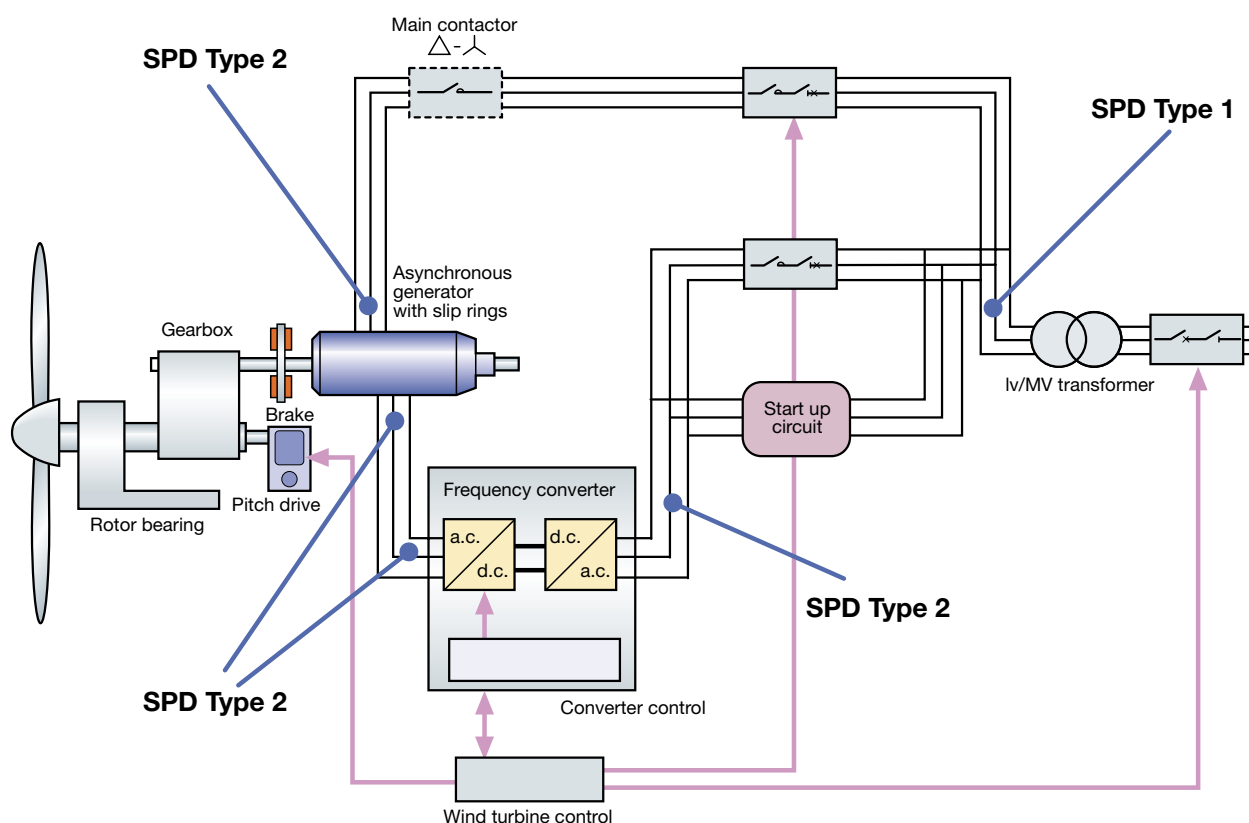 Main contactor
SPD Type 2
SPD Type 1
Asynchronous
generator
with slip rings
Gearbox
lv/MV transformer
Brake
Start up
circuit
Pitch drive
Rotor bearing
Frequency converter
a.c.
d.c.
d.c.
a.c.
SPD Type 2
SPD Type 2
Converter control
Wind turbine control